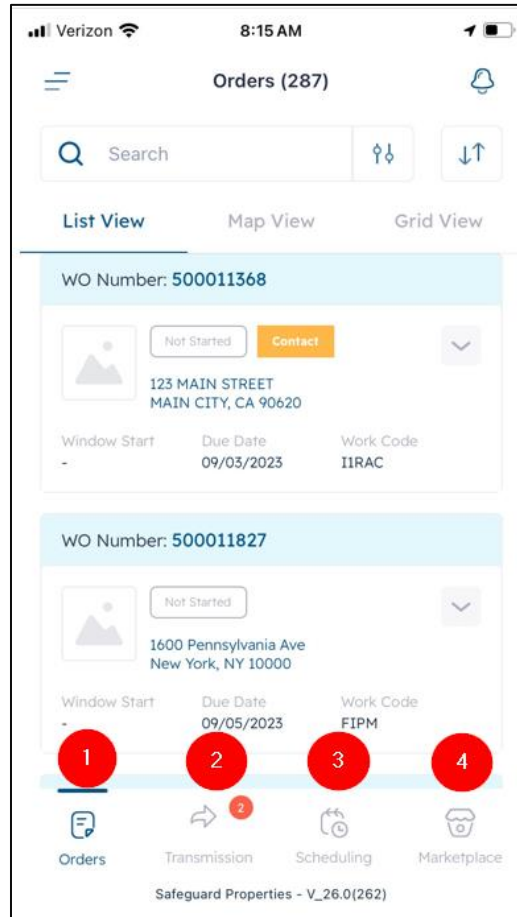 Verizon 8:15 AM
Orders (287)
Search
List View Map View Grid View
WO Number: 500011368
Not Started Contact
123 MAIN STREET
MAIN CITY, CA 90620
Window Start Due Date Work Code
- 09/03/2023 I1RAC
WO Number: 500011827
Not Started
1600 Pennsylvania Ave
New York, NY 10000
Window Start Due Date Work Code
- 09/05/2023 FIPM
1 2 3 4
2
Orders Transmission Scheduling Marketplace
Safeguard Properties - V_26.0(262)